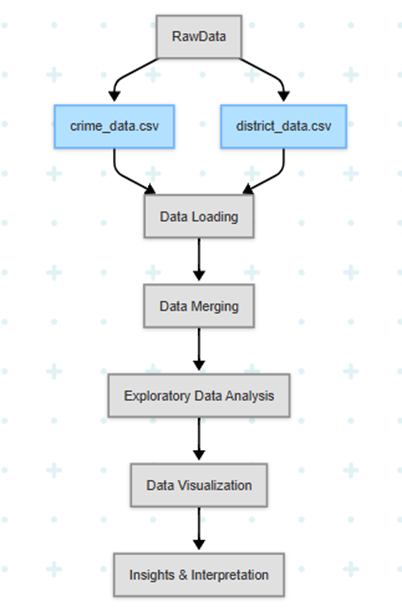 RawData
crime_data.csv
district_data.csv
Data Loading
Data Merging
Exploratory Data Analysis
Data Visualization
Insights & Interpretation